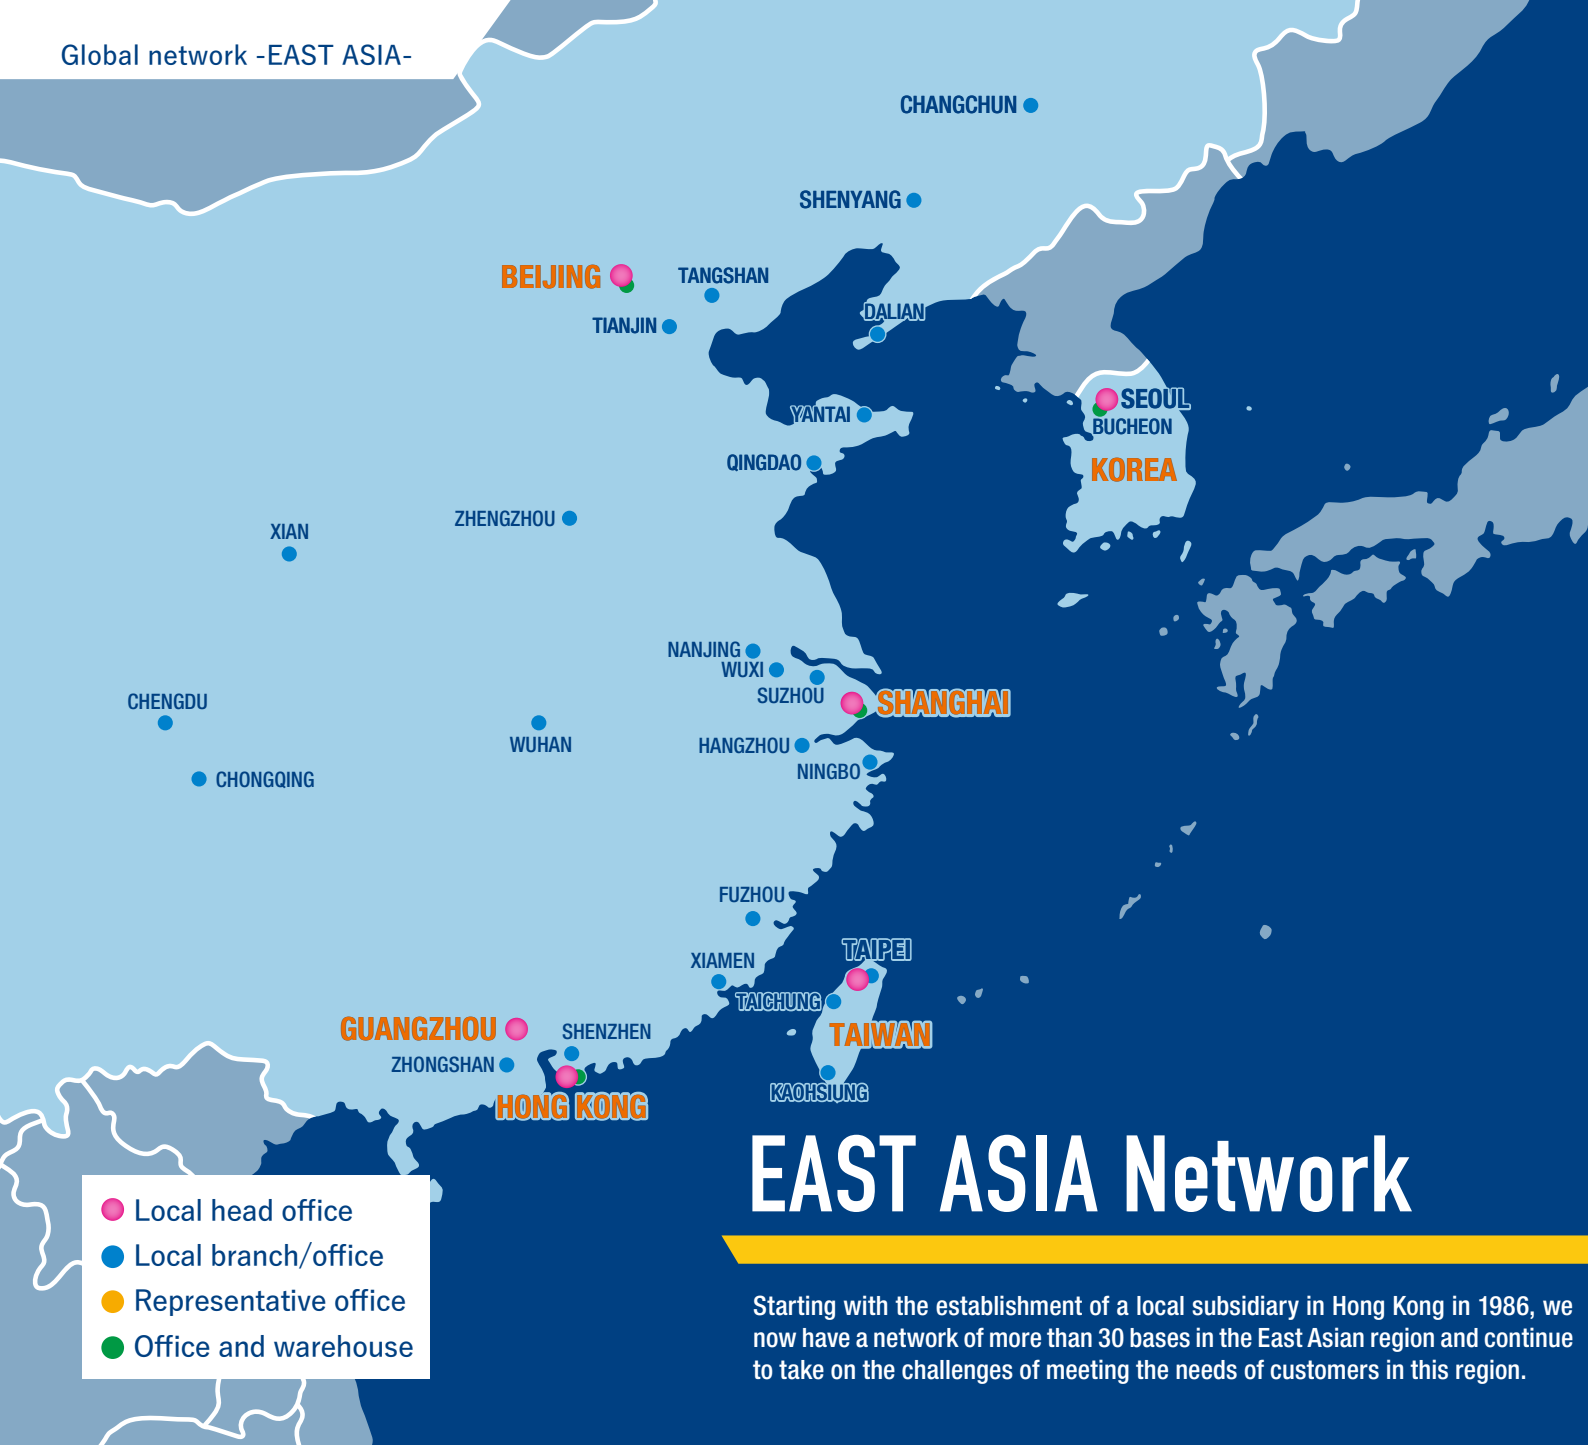 Global network -EAST ASIA-
CHANGCHUN
SHENYANG
BEIJING
TANGSHAN
TIANJIN
DALIAN
SEOUL
YANTAI
BUCHEON
QINGDAO
KOREA
ZHENGZHOU
XIAN
NANJING
WUXI
SUZHOU
SHANGHAI
CHENGDU
WUHAN
HANGZHOU
NINGBO
CHONGQING
FUZHOU
TAIPEI
XIAMEN
TAICHUNG
GUANGZHOU
SHENZHEN
TAIWAN
ZHONGSHAN
KAOHSIUNG
HONG KONG
EAST ASIA Network
Local head office
Local branch/office
Representative office
Office and warehouse
Starting with the establishment of a local subsidiary in Hong Kong in 1986, we
now have a network of more than 30 bases in the East Asian region and continue
to take on the challenges of meeting the needs of customers in this region.